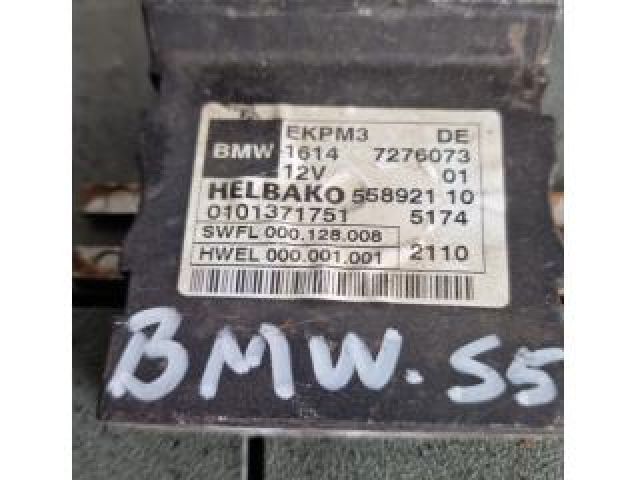 BMW EKPM3 DE
1614 7276073
12V 01
HELBAKO 558921 10
0101371751 5174
SWFL 000.128.008
HWEL 000.001.001 2110
BMW. S5